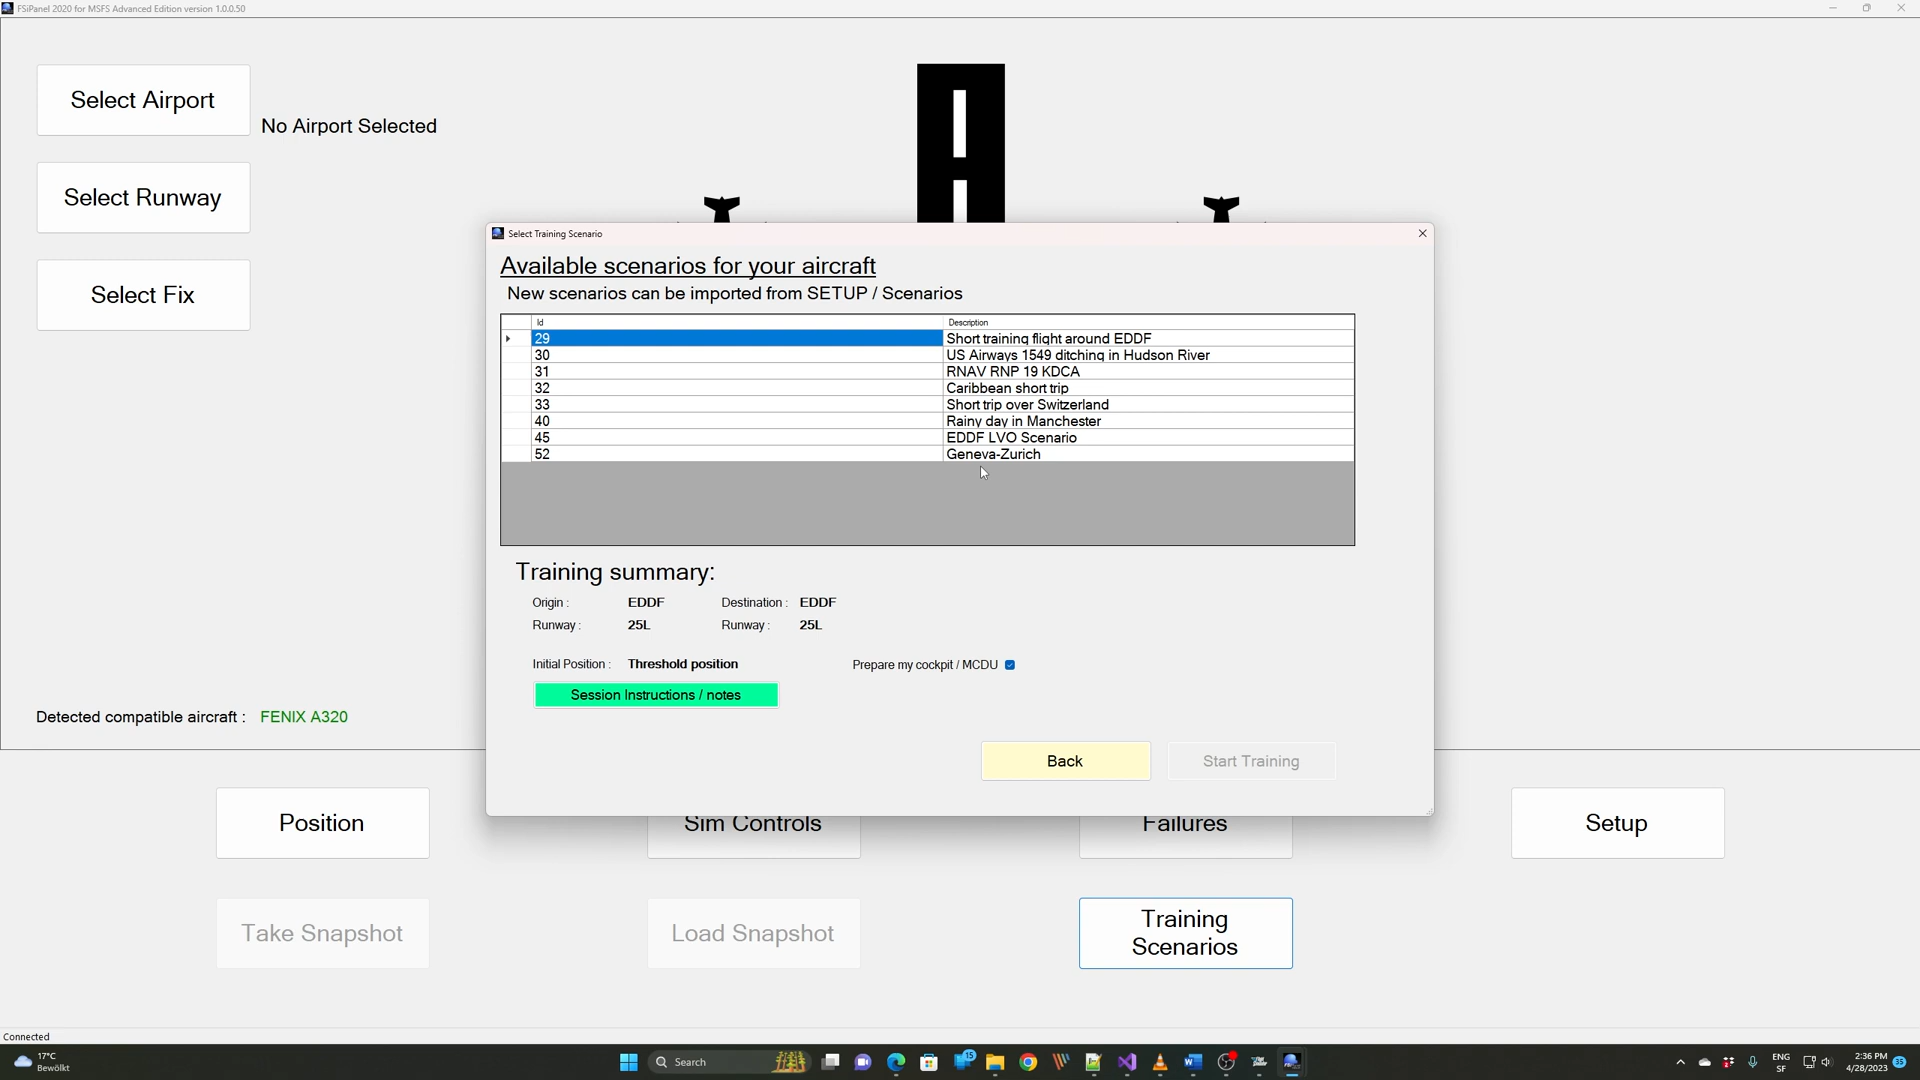 FSiPanel 2020 for MSFS Advanced Edition version 1.0.0.50
Select Airport
No Airport Selected
Select Runway
Select Fix
Select Training Scenario
Available scenarios for your aircraft
New scenarios can be imported from SETUP / Scenarios
Id Description
29 Short training flight around EDDF
30 US Airways 1549 ditching in Hudson River
31 RNAV RNP 19 KDCA
32 Caribbean short trip
33 Short trip over Switzerland
40 Rainy day in Manchester
45 EDDF LVO Scenario
52 Geneva-Zurich
Training summary:
Origin : EDDF Destination : EDDF
Runway : 25L Runway : 25L
Initial Position : Threshold position Prepare my cockpit / MCDU
Session Instructions / notes
Detected compatible aircraft : FENIX A320
Back Start Training
Position Sim Controls Failures Setup
Take Snapshot Load Snapshot Training
Scenarios
Connected
17°C
Bewölkt
Search
15
ENG
SF
2:36 PM
4/28/2023
35